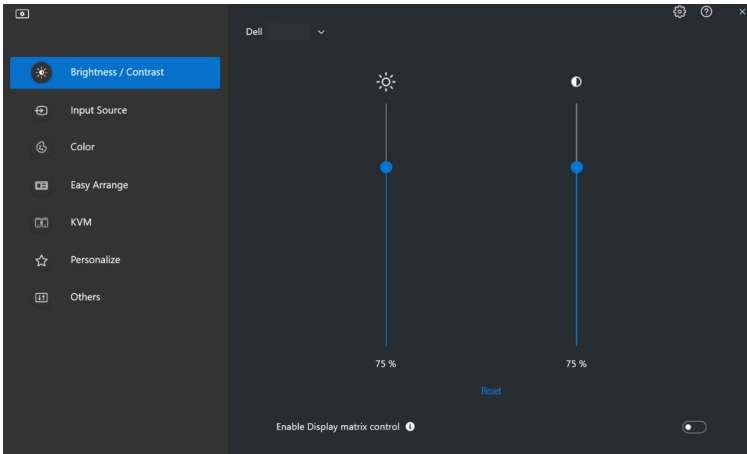 Dell
Brightness / Contrast
Input Source
Color
Easy Arrange
KVM
Personalize
Others
75 %
75 %
Reset
Enable Display matrix control